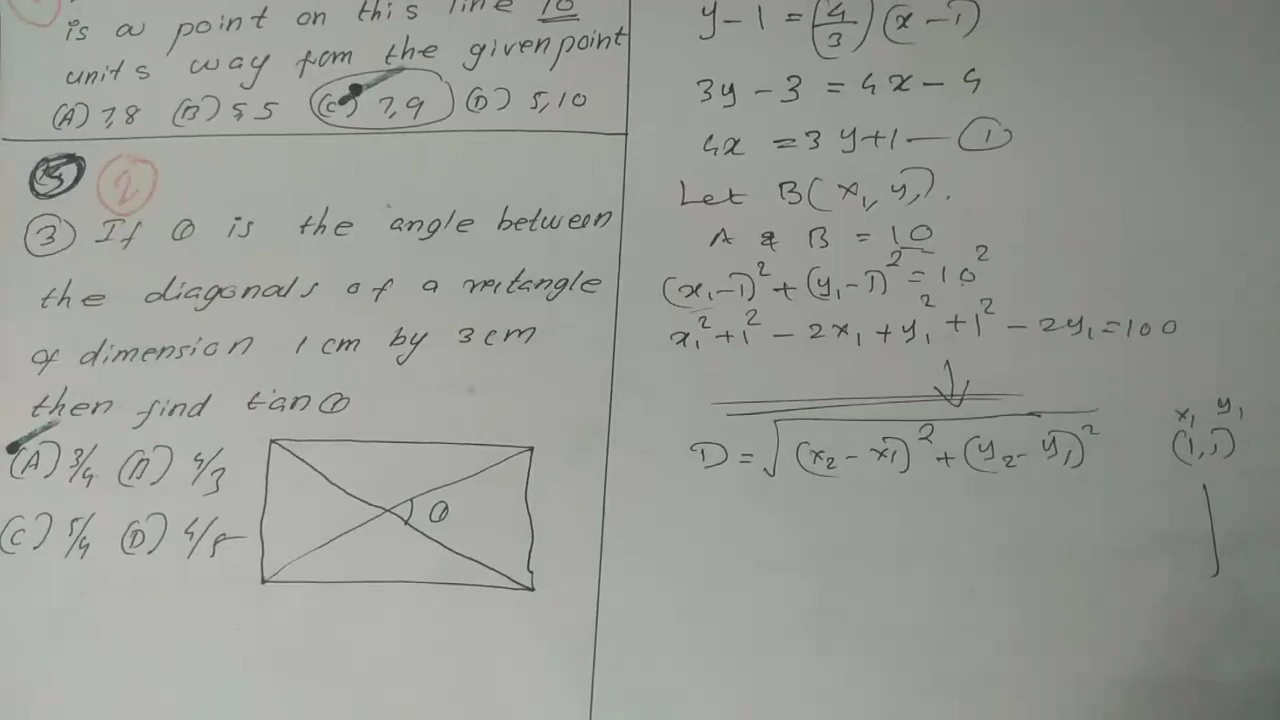 is a point on this line 10
units way fom the given point
(A) 7,8 (B) 5,5 (C) 7,9 (D) 5,10
2
3 If θ is the angle between
the diagonals of a rectangle
of dimension 1 cm by 3 cm
then find tan θ
(A) 3/4 (B) 4/3
(C) 5/4 (D) 4/5
θ
y - 1 = (4/3) (x - 1)
3y - 3 = 4x - 4
4x = 3y + 1 — ①
Let B(x₁, y₁).
A & B = 10
(x₁-1)² + (y₁-1)² = 10²
x₁² + 1² - 2x₁ + y₁² + 1² - 2y₁ = 100
D = √(x₂ - x₁)² + (y₂ - y₁)²
x₁ y₁
(1,1)